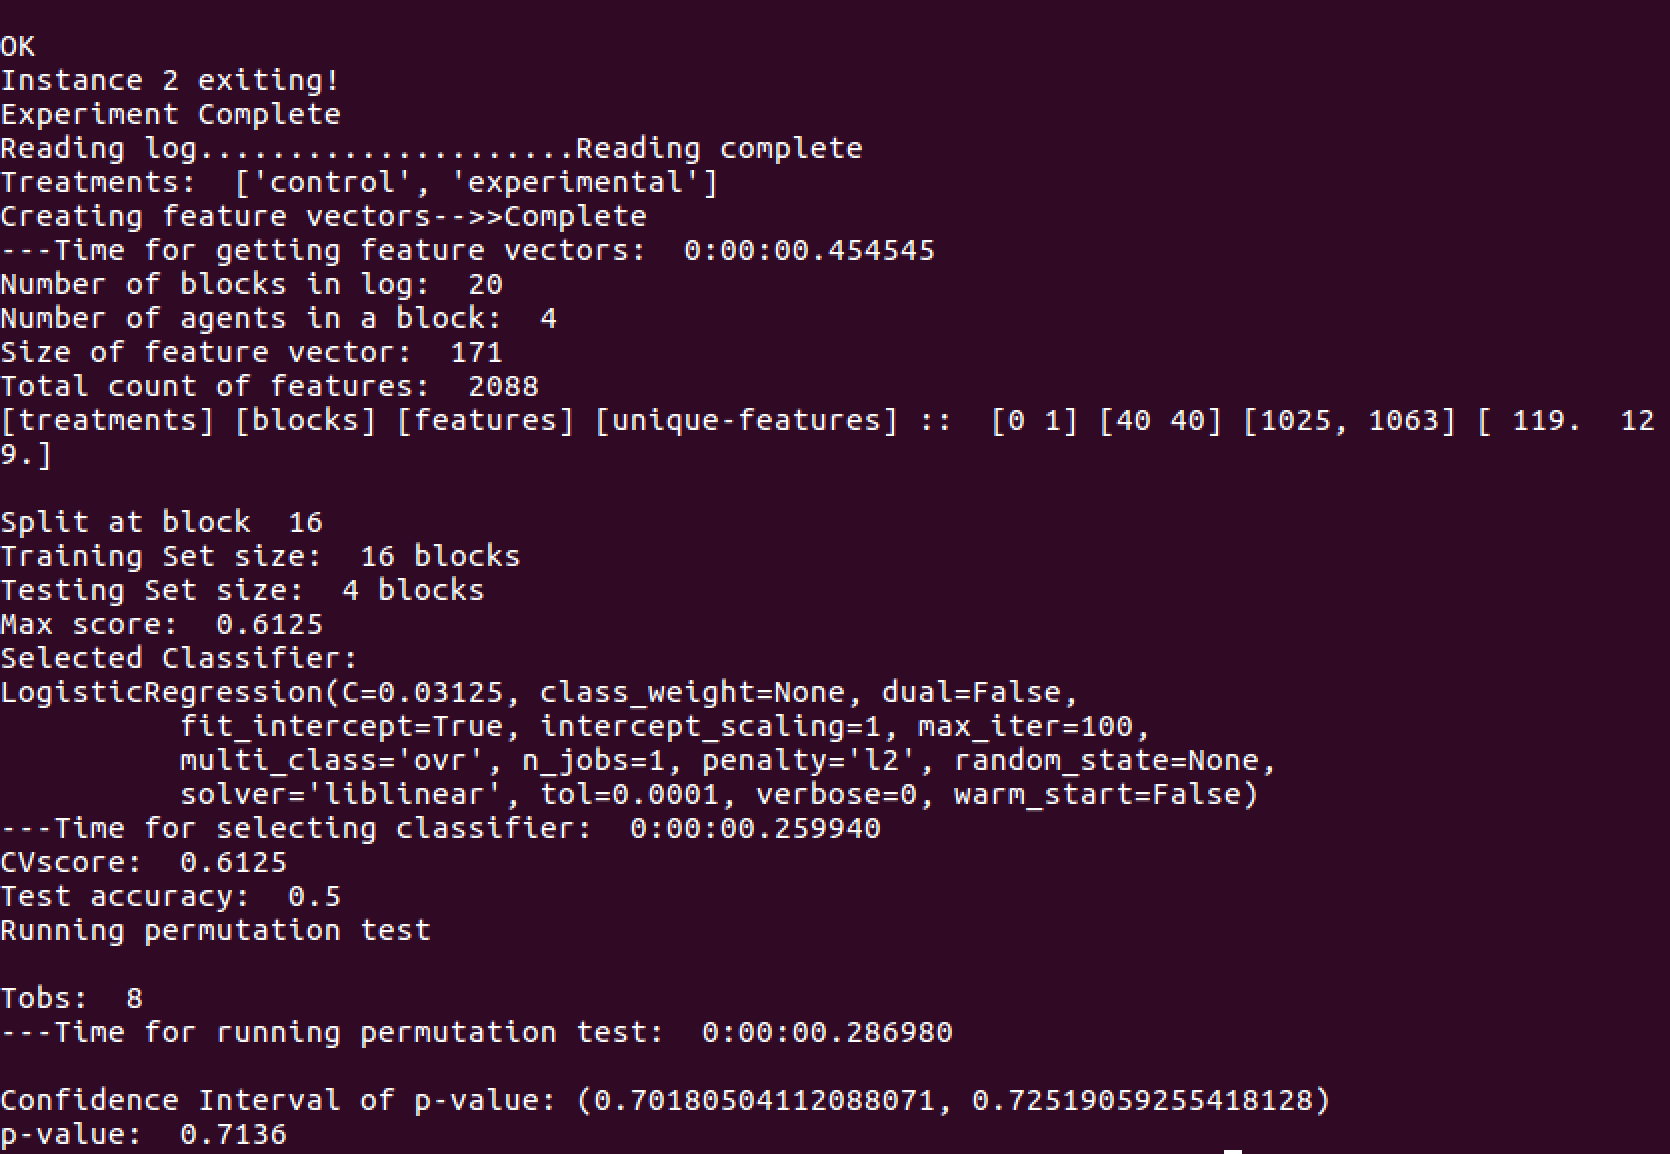 OK
Instance 2 exiting!
Experiment Complete
Reading log.....................Reading complete
Treatments:  ['control', 'experimental']
Creating feature vectors-->>Complete
---Time for getting feature vectors:  0:00:00.454545
Number of blocks in log:  20
Number of agents in a block:  4
Size of feature vector:  171
Total count of features:  2088
[treatments] [blocks] [features] [unique-features] ::  [0 1] [40 40] [1025, 1063] [ 119.  12
9.]

Split at block  16
Training Set size:  16 blocks
Testing Set size:  4 blocks
Max score:  0.6125
Selected Classifier:
LogisticRegression(C=0.03125, class_weight=None, dual=False,
          fit_intercept=True, intercept_scaling=1, max_iter=100,
          multi_class='ovr', n_jobs=1, penalty='l2', random_state=None,
          solver='liblinear', tol=0.0001, verbose=0, warm_start=False)
---Time for selecting classifier:  0:00:00.259940
CVscore:  0.6125
Test accuracy:  0.5
Running permutation test

Tobs:  8
---Time for running permutation test:  0:00:00.286980

Confidence Interval of p-value: (0.70180504112088071, 0.72519059255418128)
p-value:  0.7136